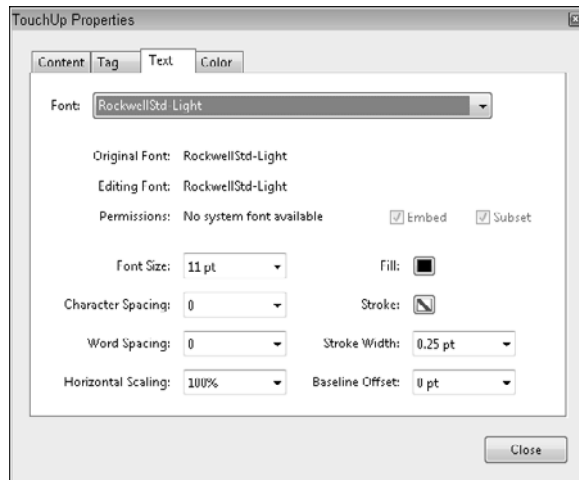 TouchUp Properties
Content Tag Text Color
Font: RockwellStd-Light
Original Font: RockwellStd-Light
Editing Font: RockwellStd-Light
Permissions: No system font available Embed Subset
Font Size: 11 pt Fill:
Character Spacing: 0 Stroke:
Word Spacing: 0 Stroke Width: 0.25 pt
Horizontal Scaling: 100% Baseline Offset: 0 pt
Close